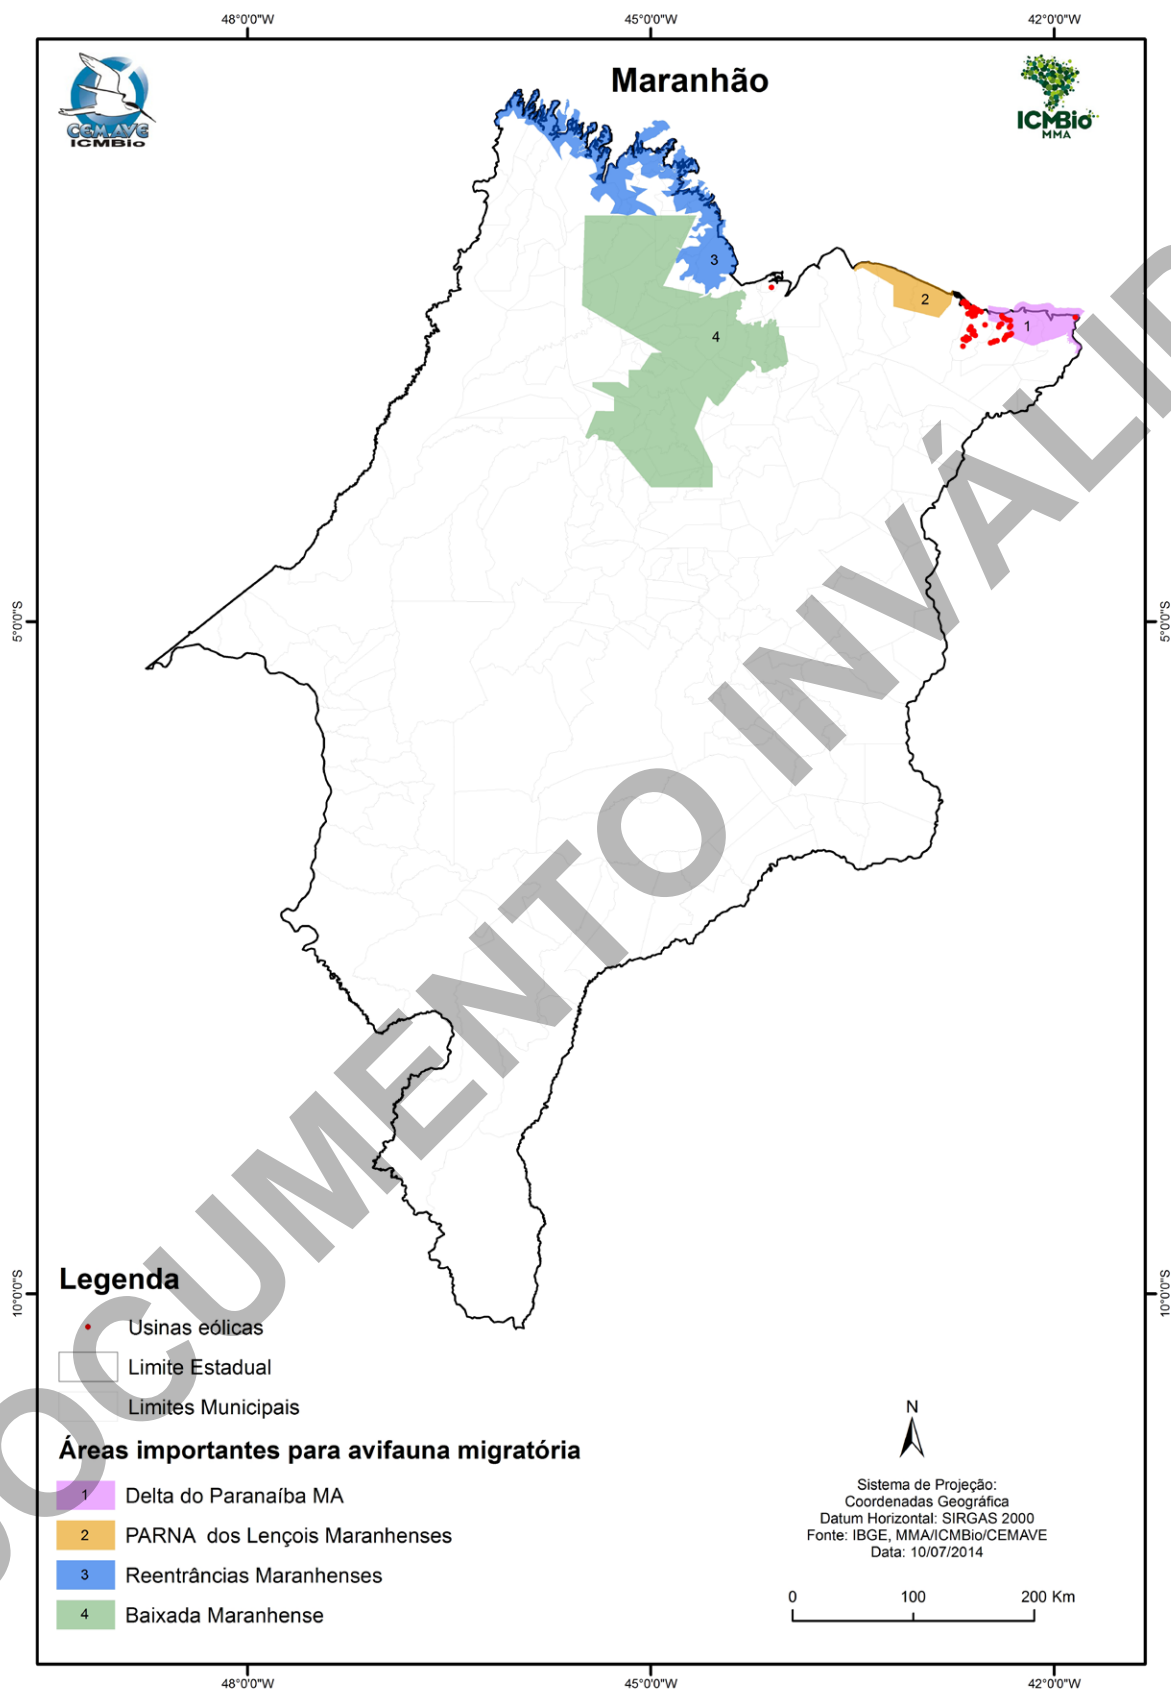 48°0'0"W 45°0'0"W 42°0'0"W
CEMAVE
ICMBio
Maranhão
ICMBio
MMA
3
2
1
4
5°0'0"S 5°0'0"S
10°0'0"S 10°0'0"S
DOCUMENTO INVÁLID
Legenda
Usinas eólicas
Limite Estadual
Limites Municipais
Áreas importantes para avifauna migratória
1 Delta do Paranaíba MA
2 PARNA dos Lençois Maranhenses
3 Reentrâncias Maranhenses
4 Baixada Maranhense
N
Sistema de Projeção:
Coordenadas Geográfica
Datum Horizontal: SIRGAS 2000
Fonte: IBGE, MMA/ICMBio/CEMAVE
Data: 10/07/2014
0 100 200 Km
48°0'0"W 45°0'0"W 42°0'0"W